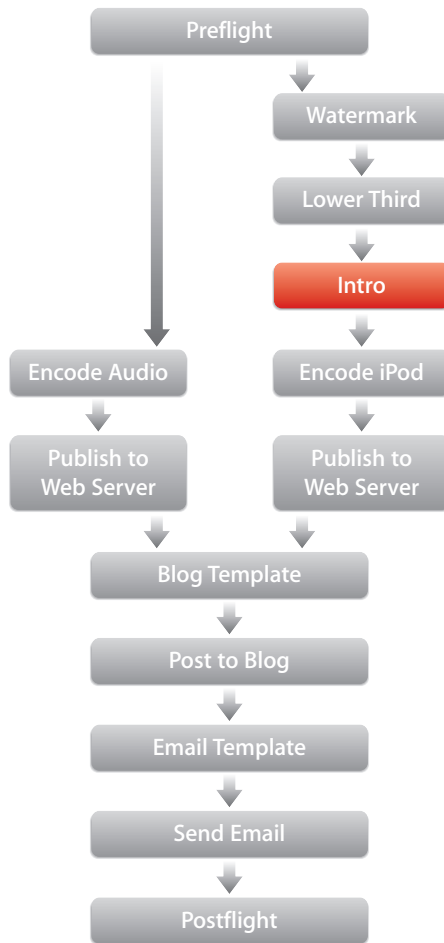 Preflight
Watermark
Lower Third
Intro
Encode Audio
Encode iPod
Publish to
Web Server
Publish to
Web Server
Blog Template
Post to Blog
Email Template
Send Email
Postflight